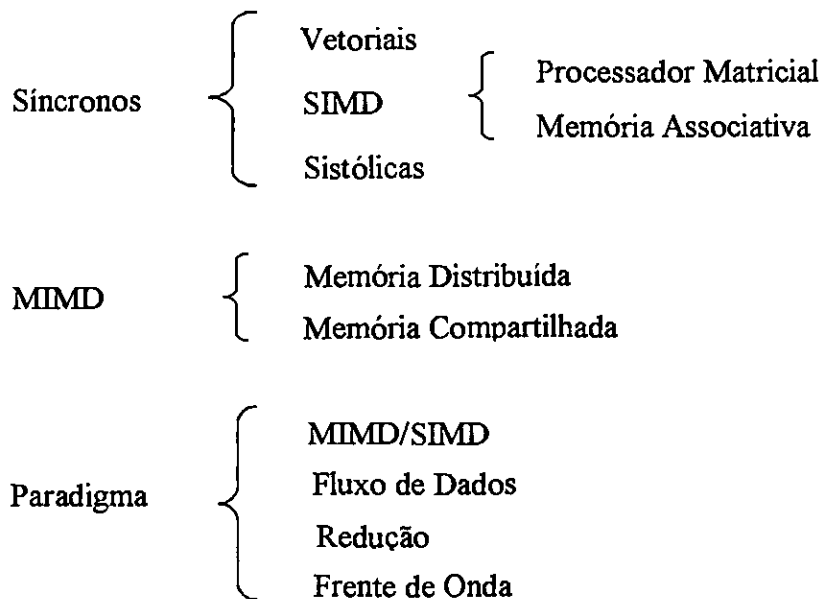 Síncronos
Vetoriais
SIMD
Sistólicas
Processador Matricial
Memória Associativa
MIMD
Memória Distribuída
Memória Compartilhada
Paradigma
MIMD/SIMD
Fluxo de Dados
Redução
Frente de Onda